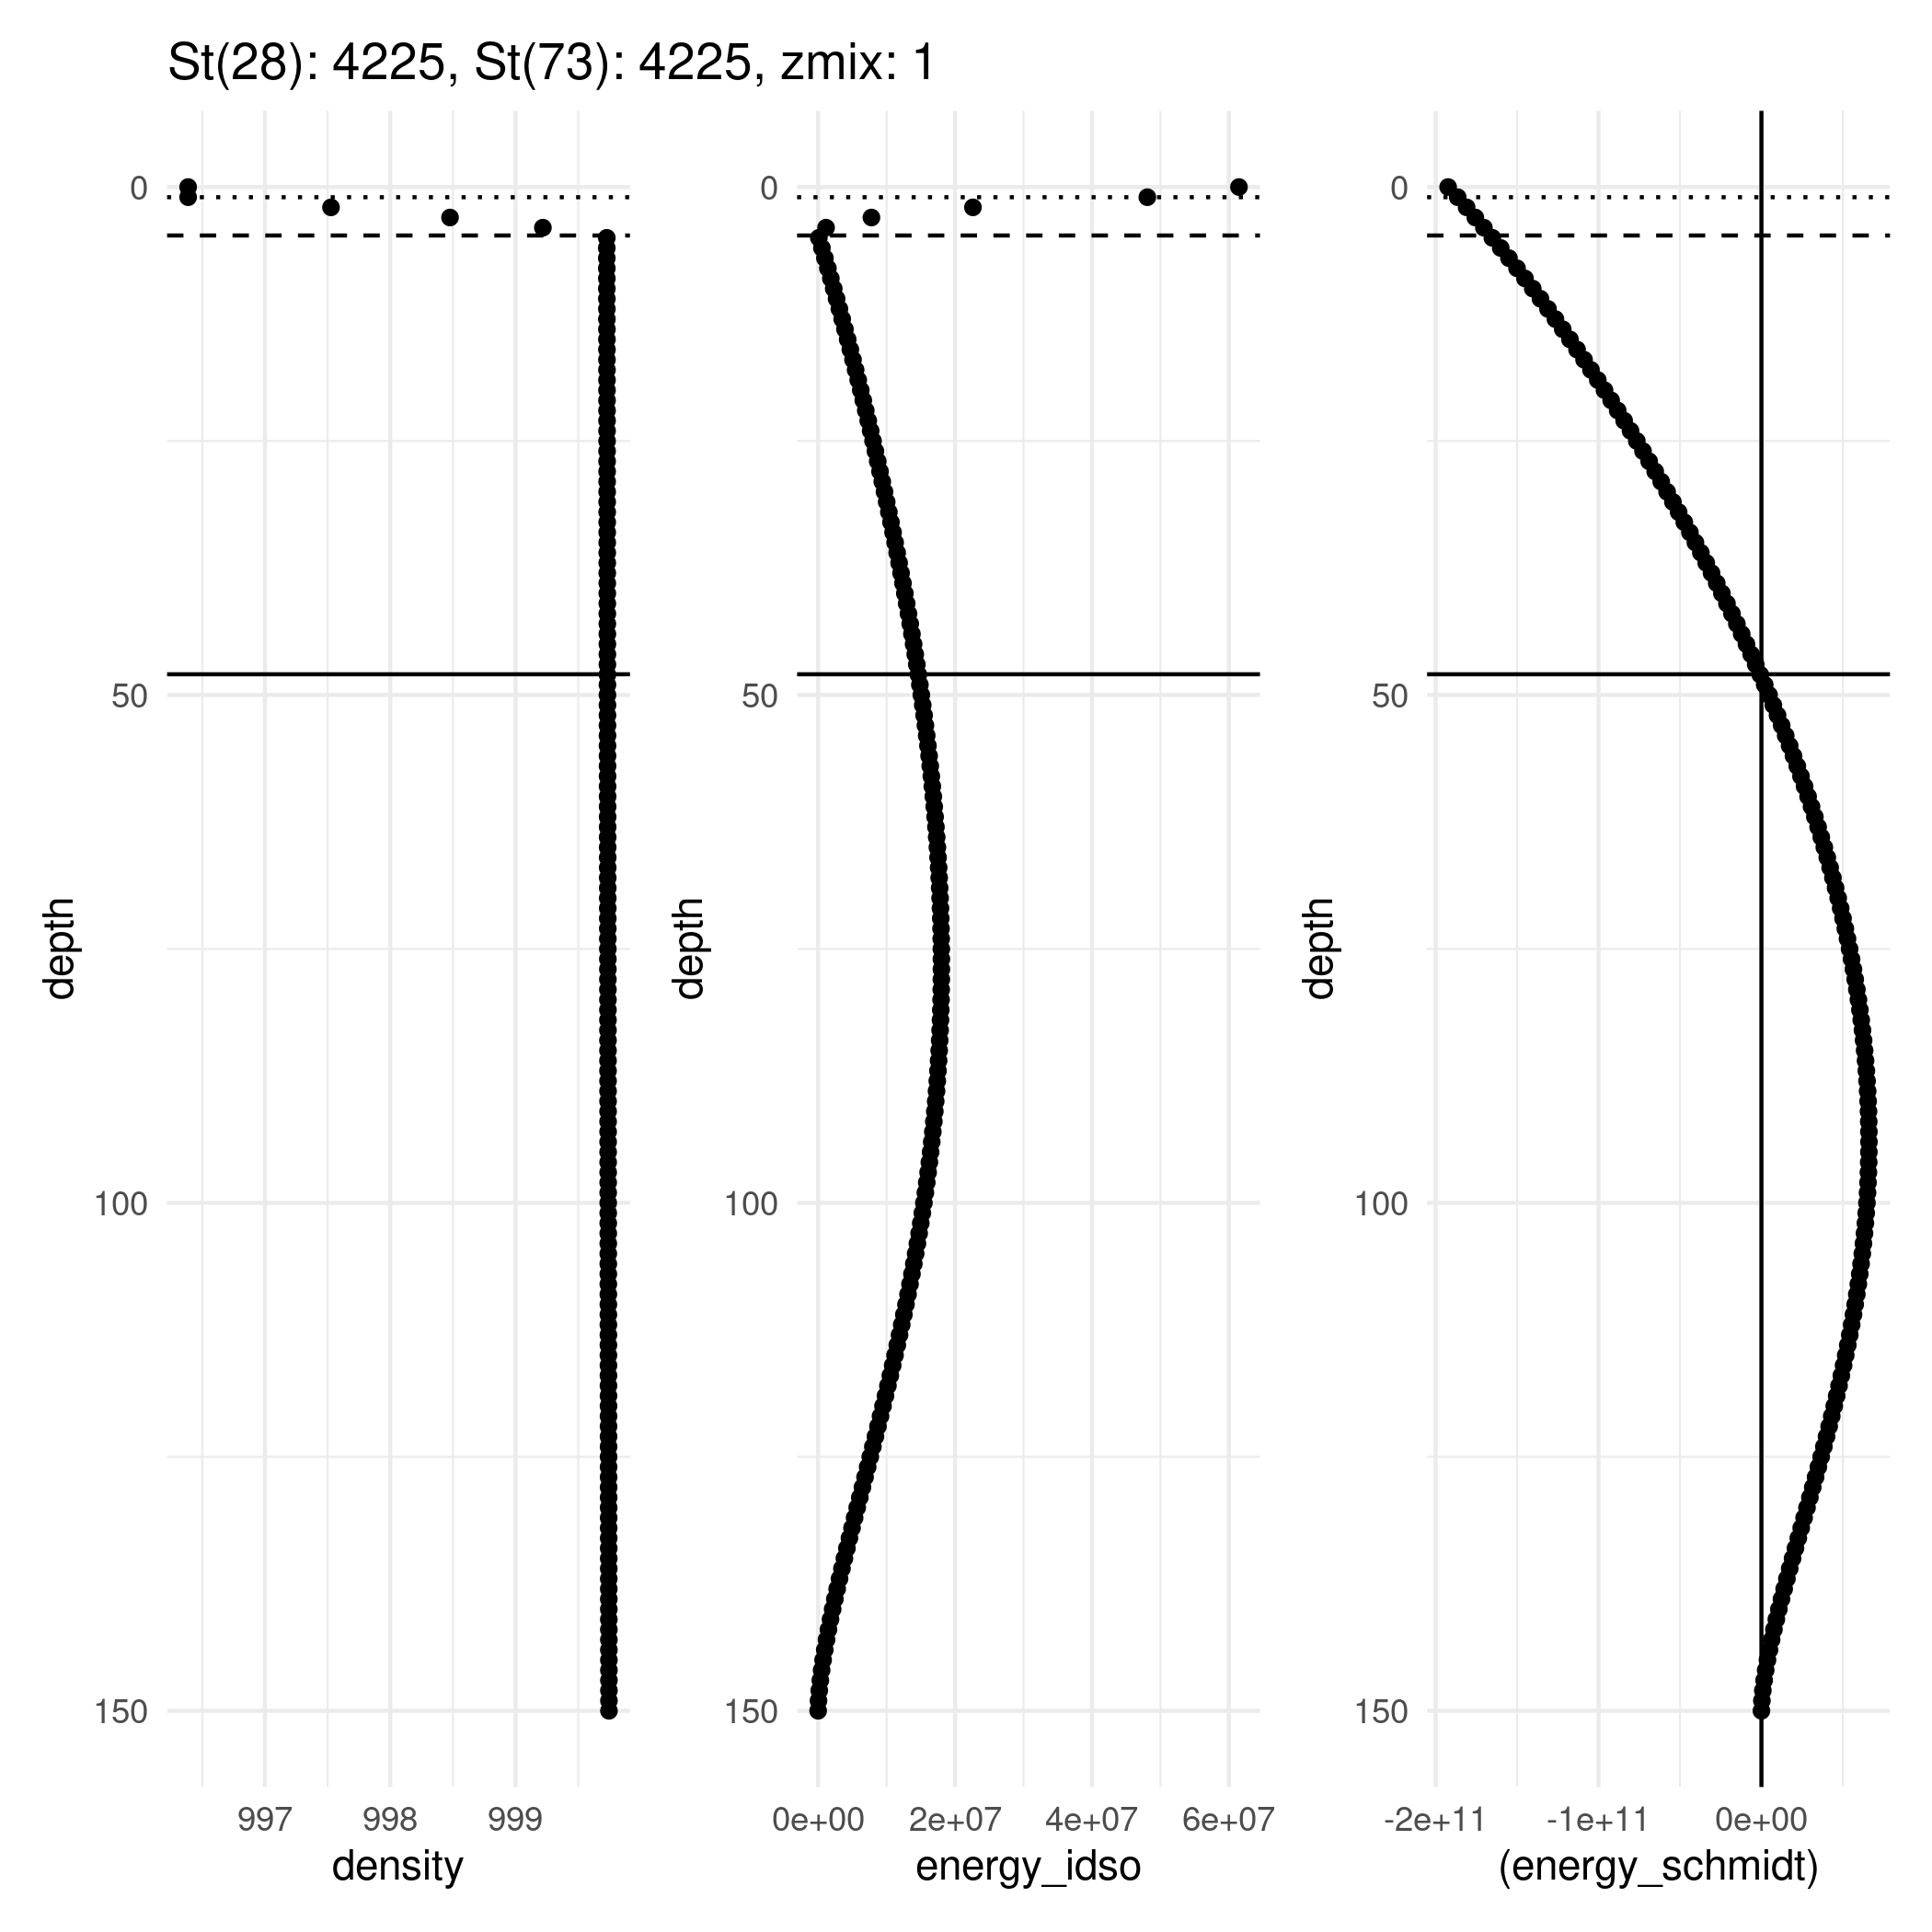 St(28): 4225, St(73): 4225, zmix: 1
0
50
100
150
depth
997 998 999
density
0
50
100
150
depth
0e+00 2e+07 4e+07 6e+07
energy_idso
0
50
100
150
depth
-2e+11 -1e+11 0e+00
(energy_schmidt)